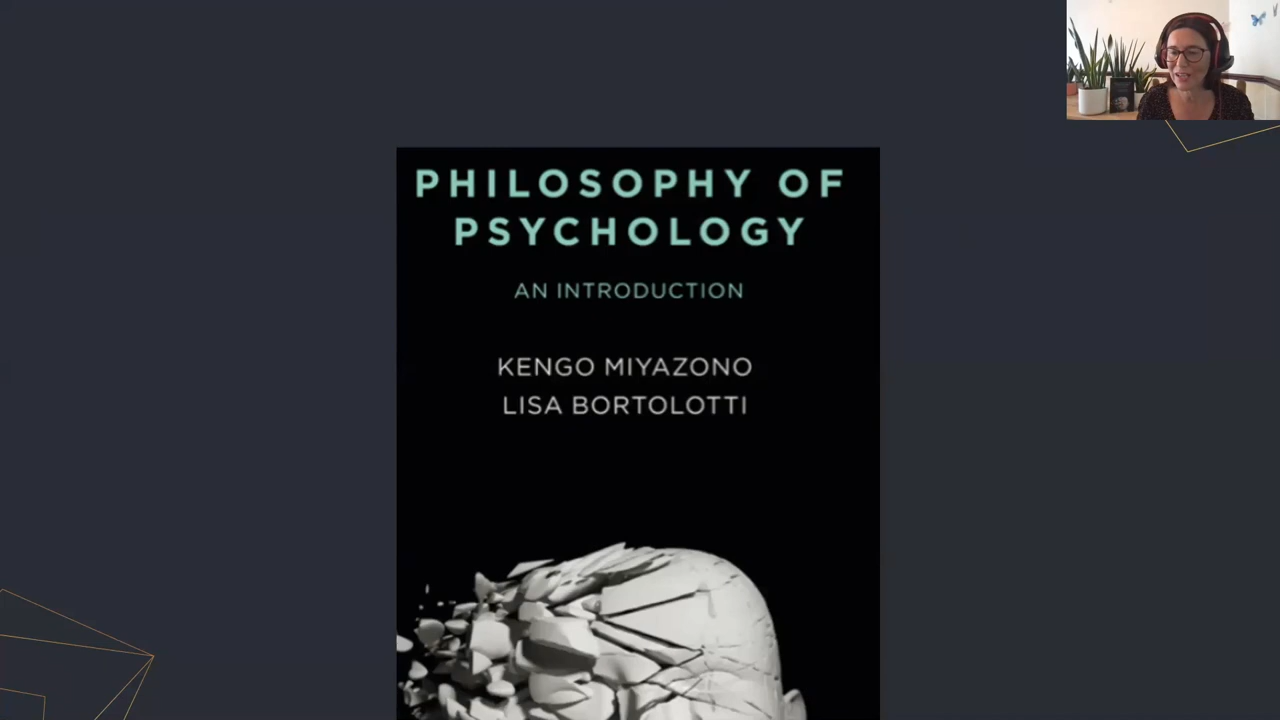 PHILOSOPHY OF
PSYCHOLOGY
AN INTRODUCTION
KENGO MIYAZONO
LISA BORTOLOTTI